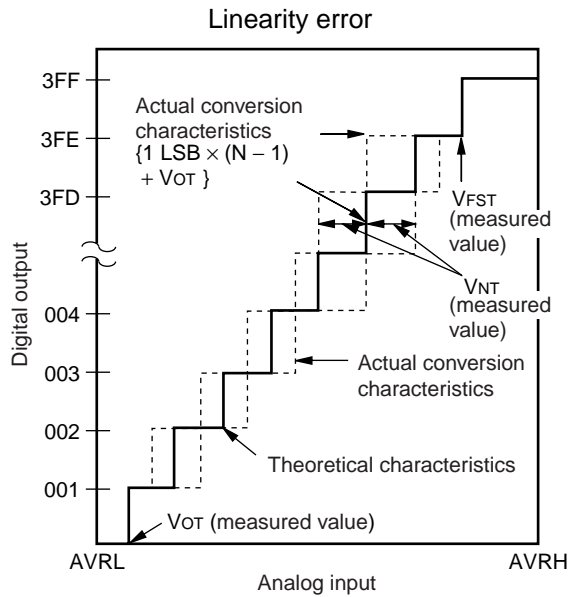 Linearity error
3FF
3FE
3FD
004
003
002
001
Digital output
Actual conversion
characteristics
{1 LSB × (N − 1)
+ VOT }
VFST
(measured
value)
VNT
(measured
value)
Actual conversion
characteristics
Theoretical characteristics
VOT (measured value)
AVRL
AVRH
Analog input